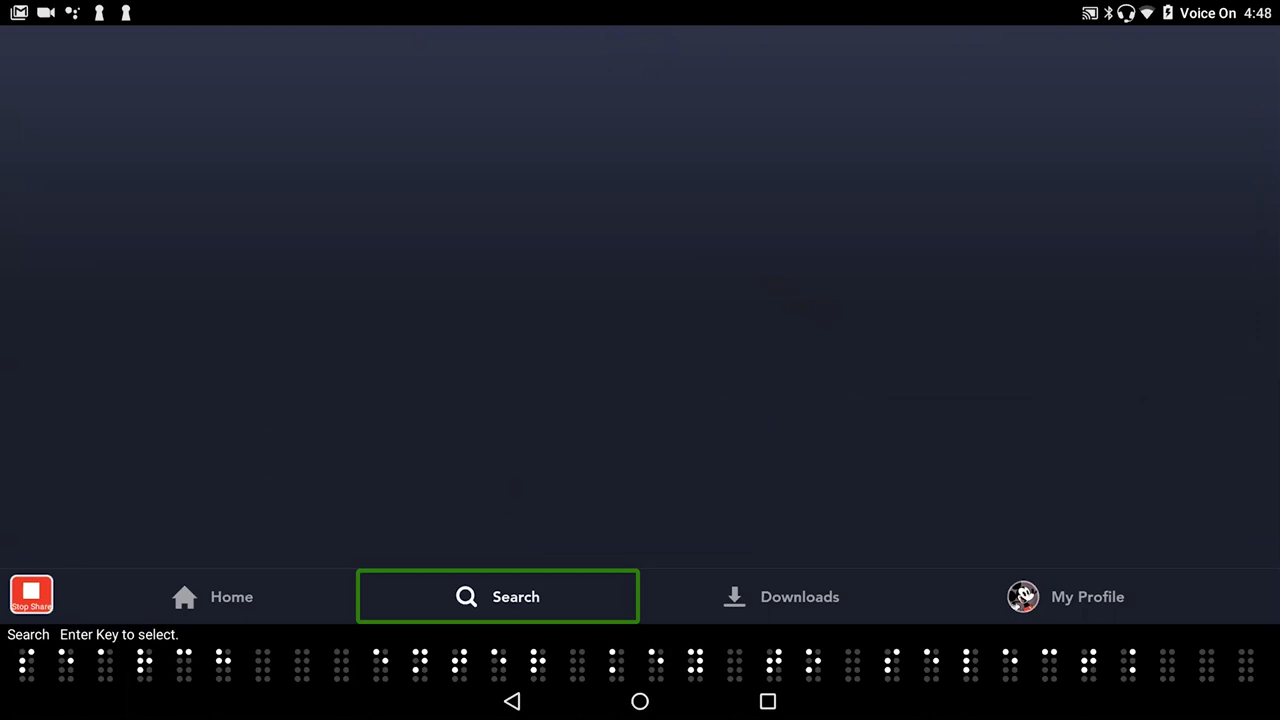 Voice On 4:48
Stop Share
Home
Search
Downloads
My Profile
Search Enter Key to select.